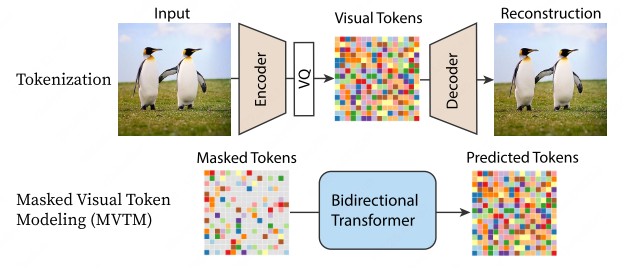 Input
Visual Tokens
Reconstruction
Tokenization
Encoder
VQ
Decoder
Masked Tokens
Predicted Tokens
Masked Visual Token
Modeling (MVTM)
Bidirectional
Transformer